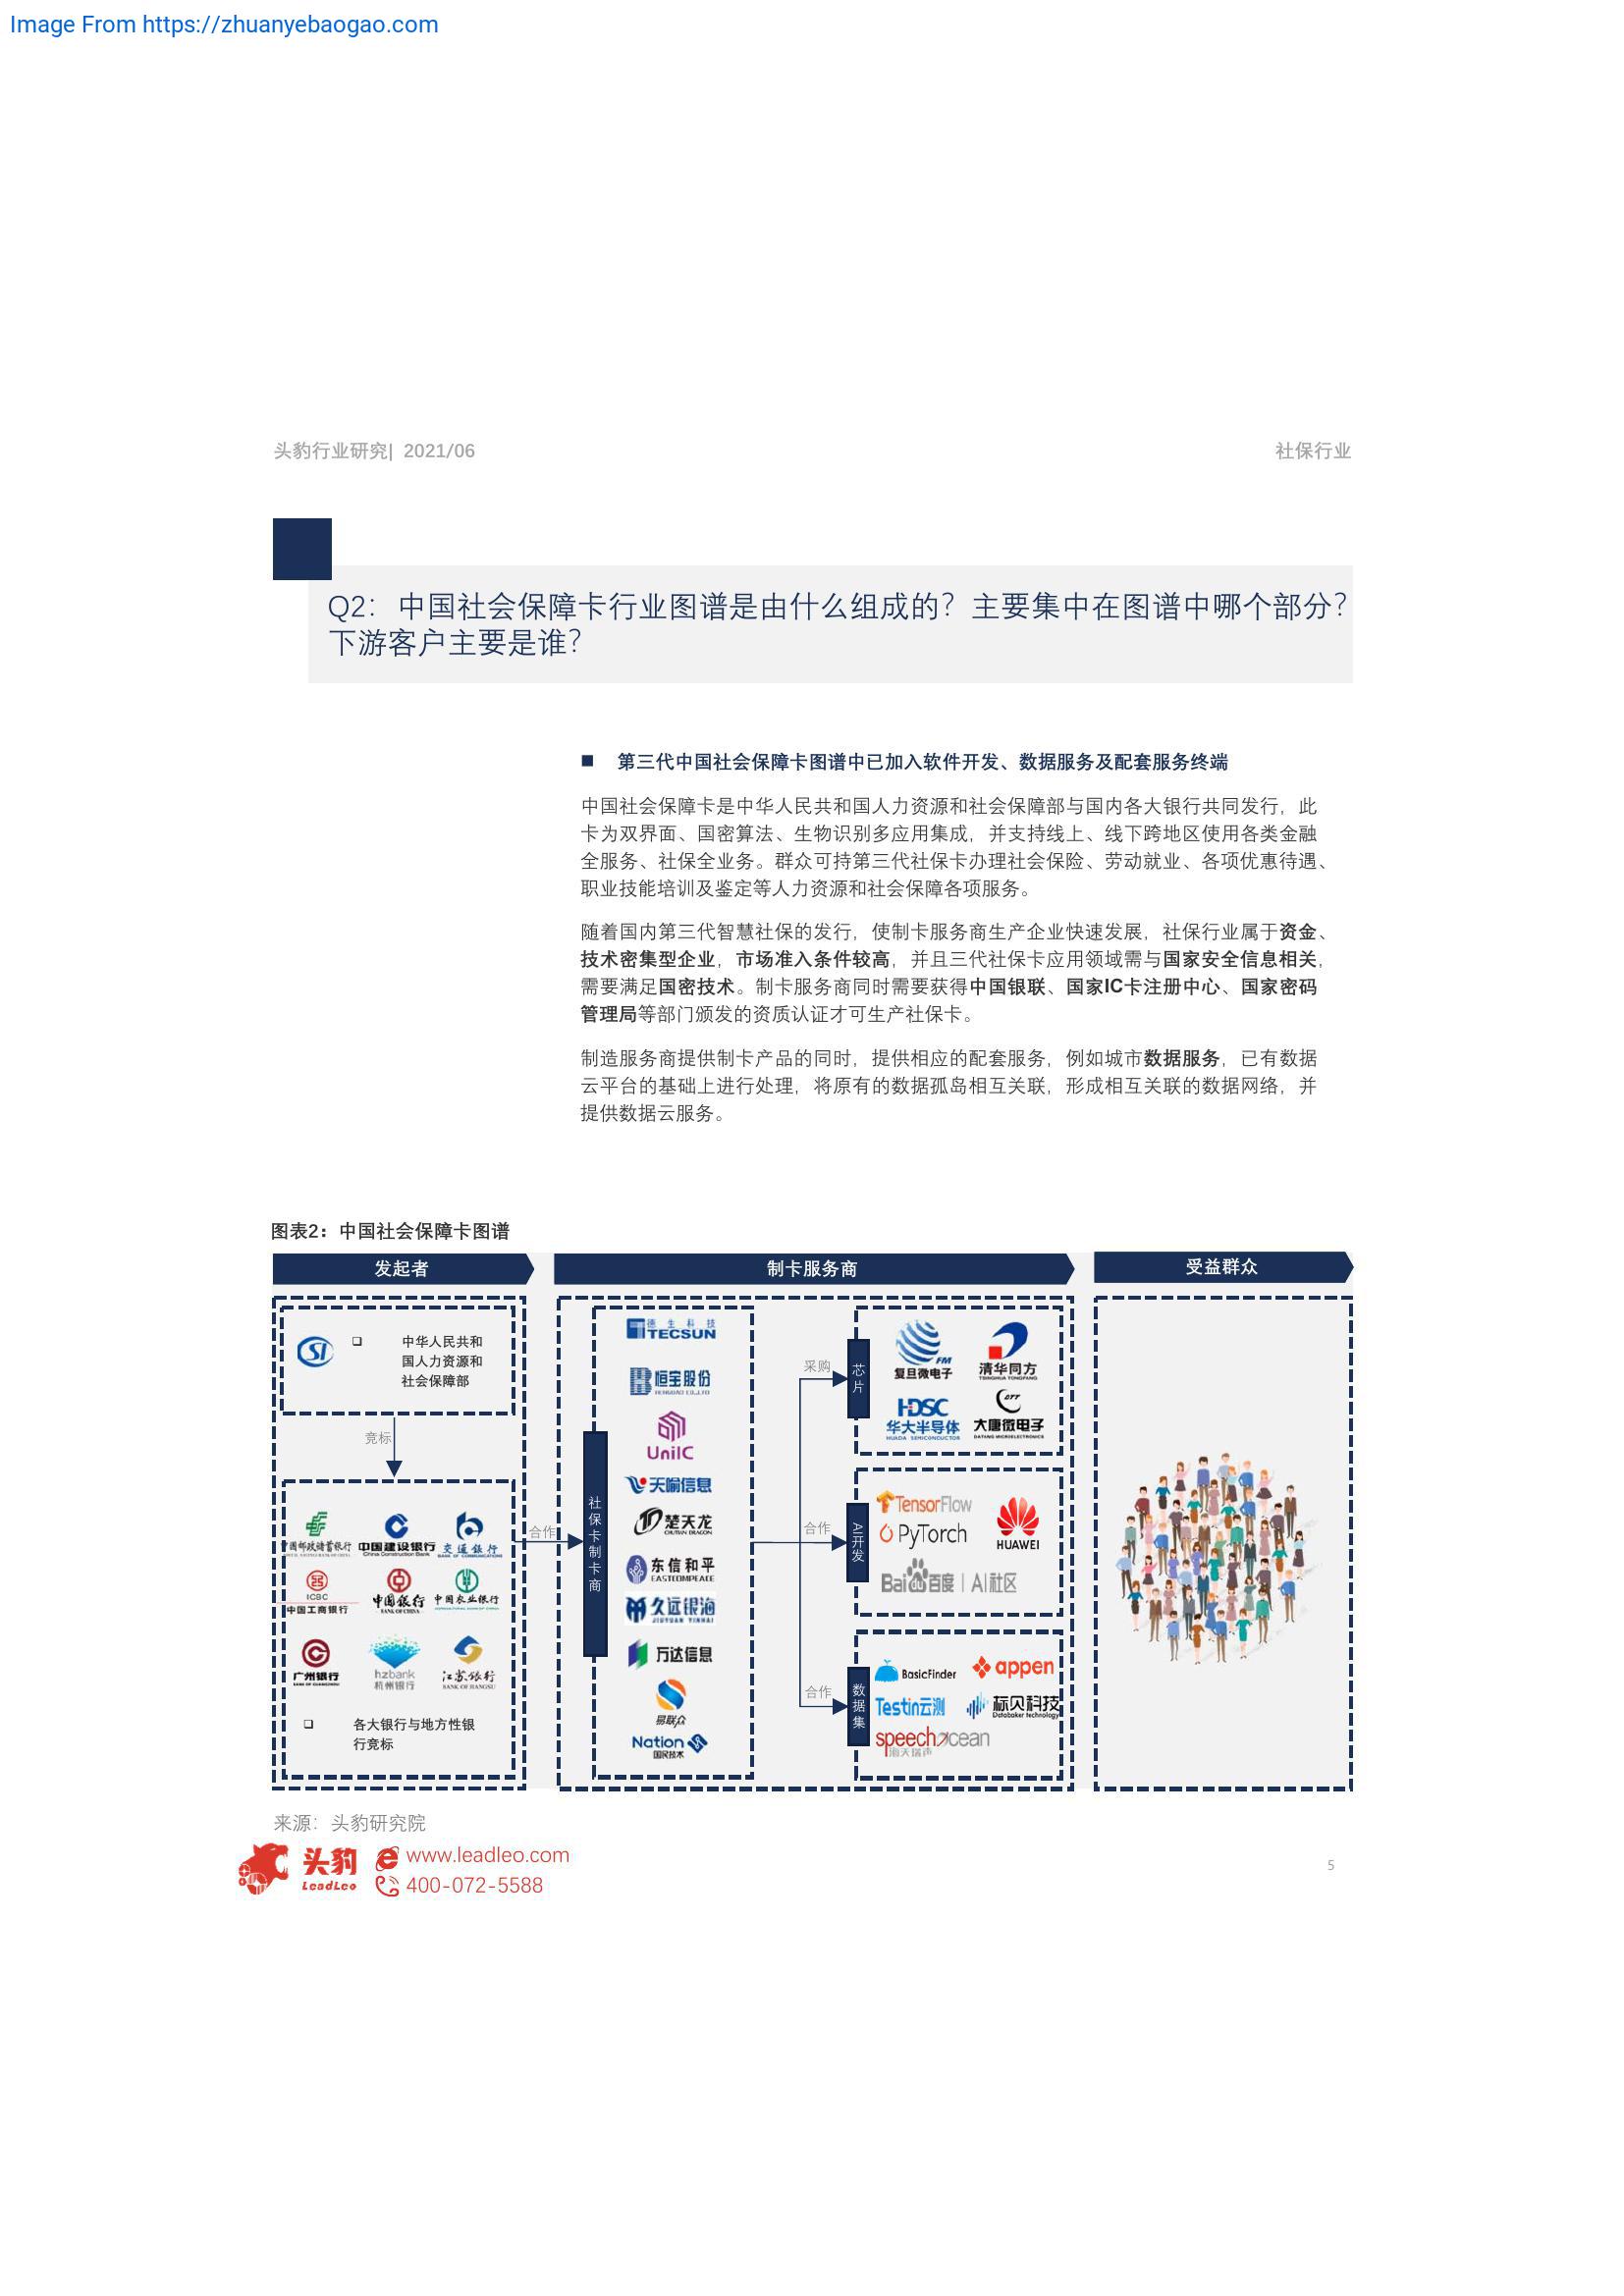 Image From https://zhuanyebaogao.com
头豹行业研究| 2021/06
社保行业
Q2：中国社会保障卡行业图谱是由什么组成的？主要集中在图谱中哪个部分？
下游客户主要是谁？
■ 第三代中国社会保障卡图谱中已加入软件开发、数据服务及配套服务终端
中国社会保障卡是中华人民共和国人力资源和社会保障部与国内各大银行共同发行，此
卡为双界面、国密算法、生物识别多应用集成，并支持线上、线下跨地区使用各类金融
全服务、社保全业务。群众可持第三代社保卡办理社会保险、劳动就业、各项优惠待遇、
职业技能培训及鉴定等人力资源和社会保障各项服务。
随着国内第三代智慧社保的发行，使制卡服务商生产企业快速发展，社保行业属于资金、
技术密集型企业，市场准入条件较高，并且三代社保卡应用领域需与国家安全信息相关，
需要满足国密技术。制卡服务商同时需要获得中国银联、国家IC卡注册中心、国家密码
管理局等部门颁发的资质认证才可生产社保卡。
制造服务商提供制卡产品的同时，提供相应的配套服务，例如城市数据服务，已有数据
云平台的基础上进行处理，将原有的数据孤岛相互关联，形成相互关联的数据网络，并
提供数据云服务。
图表2：中国社会保障卡图谱
发起者
制卡服务商
受益群众
SI
中华人民共和
国人力资源和
社会保障部
竞标
中国邮政储蓄银行
中国建设银行
China Construction Bank
交通银行
BANK OF COMMUNICATIONS
ICBC
中国工商银行
中国银行
BANK OF CHINA
中国农业银行
AGRICULTURAL BANK OF CHINA
广州银行
BANK OF GUANGZHOU
hzbank
杭州银行
江苏银行
BANK OF JIANGSU
各大银行与地方性银
行竞标
合作
社保卡制卡商
德生科技
TECSUN
恒宝股份
HENGBAO CO.,LTD
UniIC
天喻信息
楚天龙
CHUTIAN DRAGON
东信和平
EASTCOMPEACE
久远银海
JIUYUAN YINHAI
万达信息
易联众
Nation
国民技术
采购
芯片
FM
复旦微电子
清华同方
TSINGHUA TONGFANG
HDSC
华大半导体
HUADA SEMICONDUCTOR
DTT
大唐微电子
DATANG MICROELECTRONICS
合作
AI开发
TensorFlow
PyTorch
HUAWEI
Bai du 百度 | AI社区
合作
数据集
BasicFinder
appen
Testin云测
标贝科技
Databaker technology
speechocean
海天瑞声
来源：头豹研究院
头豹
LeadLeo
www.leadleo.com
400-072-5588
5